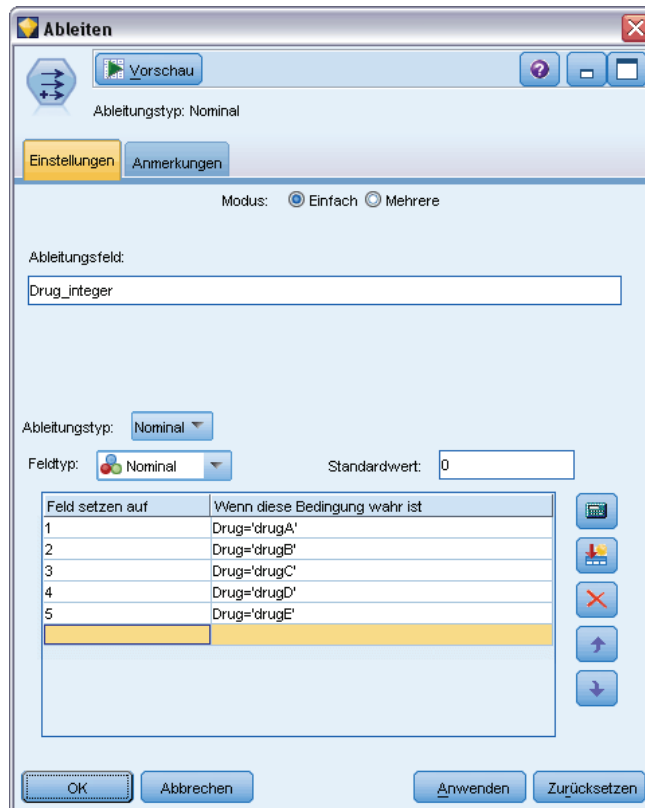 Ableiten
Vorschau
Ableitungstyp: Nominal
Einstellungen Anmerkungen
Modus: Einfach Mehrere
Ableitungsfeld:
Drug_integer
Ableitungstyp: Nominal
Feldtyp: Nominal Standardwert: 0
Feld setzen auf Wenn diese Bedingung wahr ist
1 Drug='drugA'
2 Drug='drugB'
3 Drug='drugC'
4 Drug='drugD'
5 Drug='drugE'
OK Abbrechen Anwenden Zurücksetzen